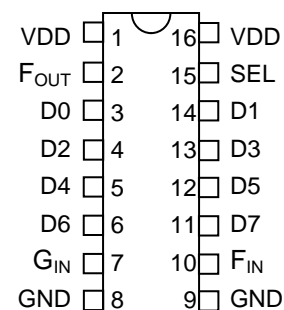 VDD 1 16 VDD
FOUT 2 15 SEL
D0 3 14 D1
D2 4 13 D3
D4 5 12 D5
D6 6 11 D7
GIN 7 10 FIN
GND 8 9 GND